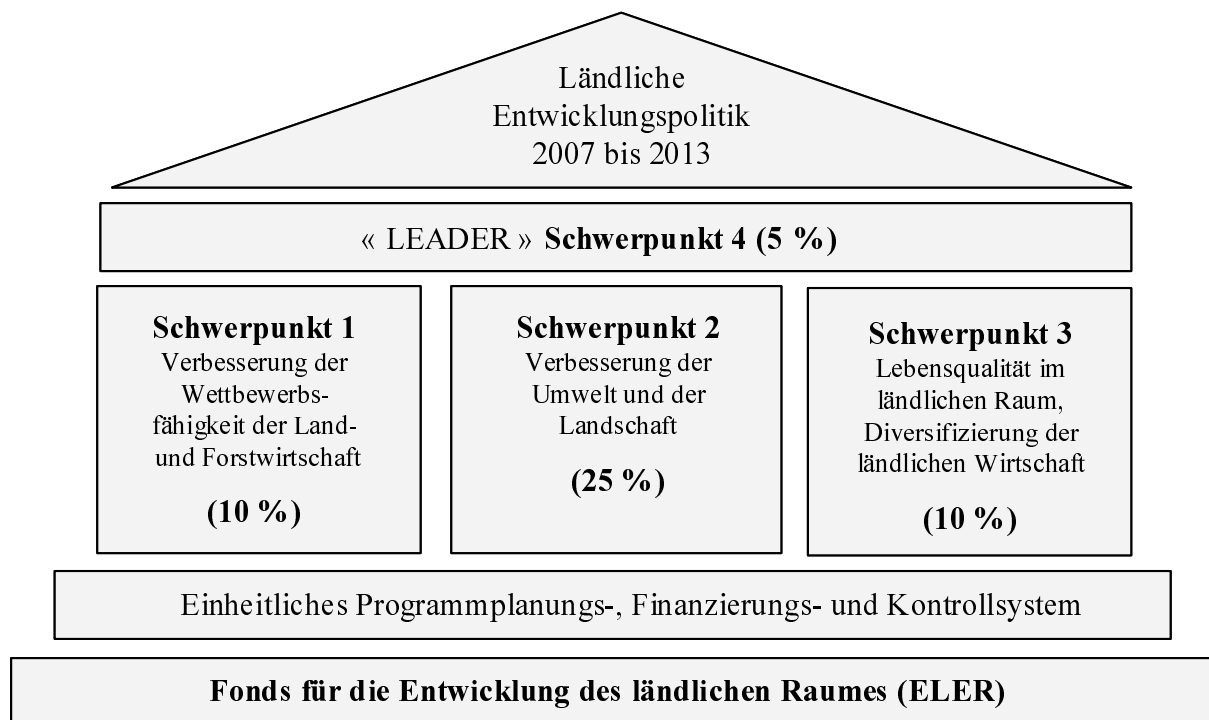 Ländliche
Entwicklungspolitik
2007 bis 2013
« LEADER » Schwerpunkt 4 (5 %)
Schwerpunkt 1
Verbesserung der
Wettbewerbs-
fähigkeit der Land-
und Forstwirtschaft
(10 %)
Schwerpunkt 2
Verbesserung der
Umwelt und der
Landschaft
(25 %)
Schwerpunkt 3
Lebensqualität im
ländlichen Raum,
Diversifizierung der
ländlichen Wirtschaft
(10 %)
Einheitliches Programmplanungs-, Finanzierungs- und Kontrollsystem
Fonds für die Entwicklung des ländlichen Raumes (ELER)